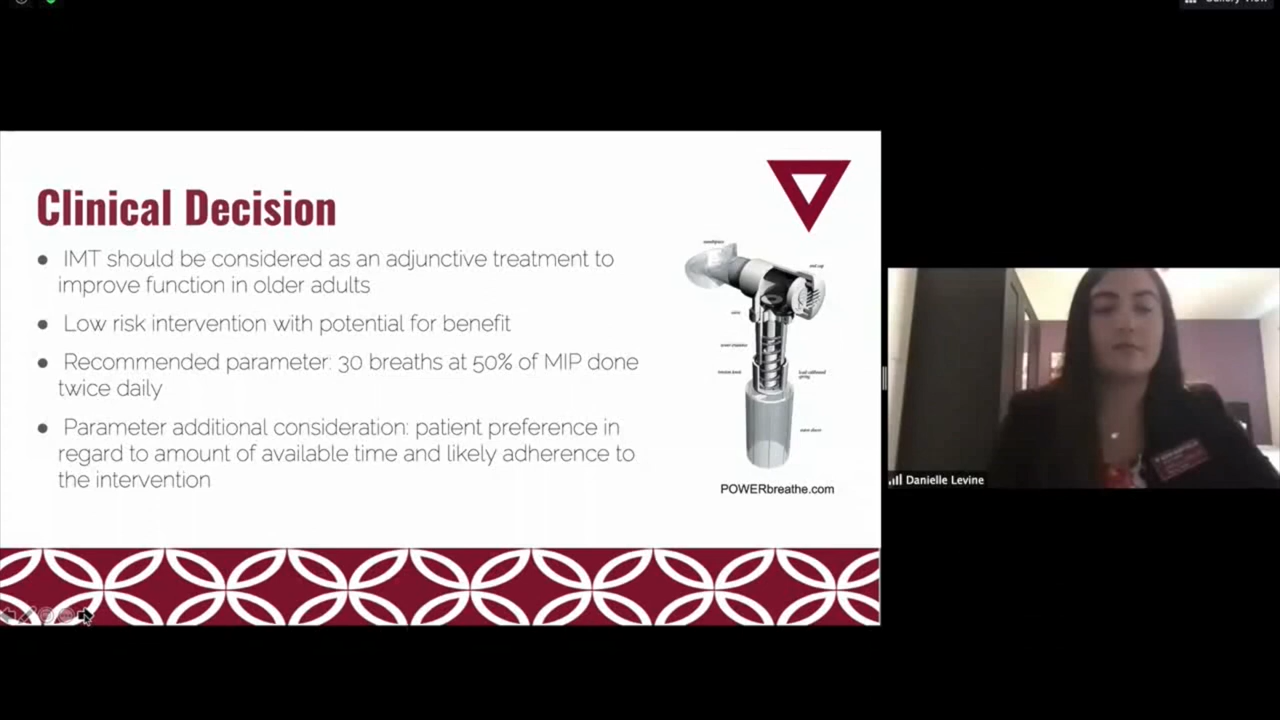 Clinical Decision
● IMT should be considered as an adjunctive treatment to
improve function in older adults
● Low risk intervention with potential for benefit
● Recommended parameter: 30 breaths at 50% of MIP done
twice daily
● Parameter additional consideration: patient preference in
regard to amount of available time and likely adherence to
the intervention
POWERbreathe.com
Danielle Levine